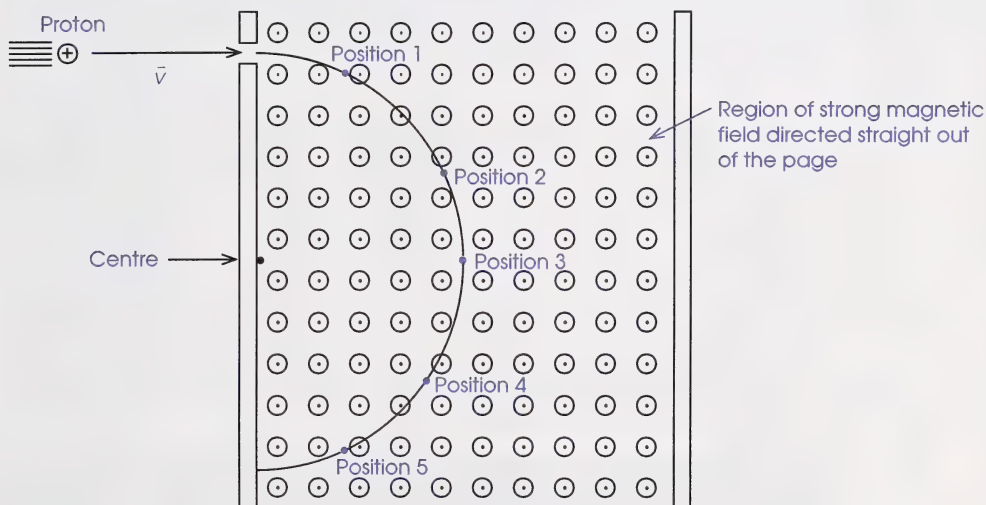 Proton
+
v
Position 1
Region of strong magnetic
field directed straight out
of the page
Position 2
Centre
Position 3
Position 4
Position 5